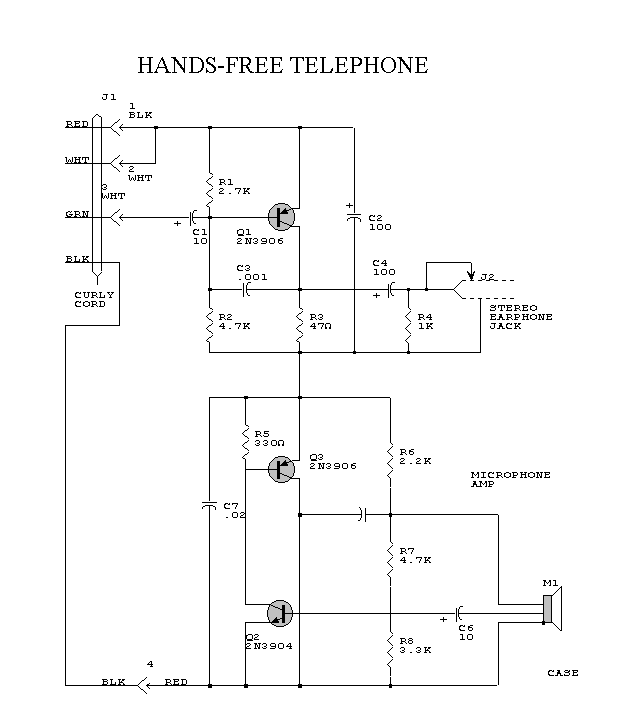 HANDS-FREE TELEPHONE
J1
1
BLK
RED
WHT
2
WHT
3
WHT
GRN
BLK
CURLY
CORD
R1
2.7K
+
C1
10
Q1
2N3906
+
C2
100
C3
.001
C4
100
+
J2
STEREO
EARPHONE
JACK
R2
4.7K
R3
47Ω
R4
1K
R5
330Ω
Q3
2N3906
R6
2.2K
MICROPHONE
AMP
C7
.02
R7
4.7K
M1
+
C6
10
Q2
2N3904
R8
3.3K
CASE
4
BLK
RED